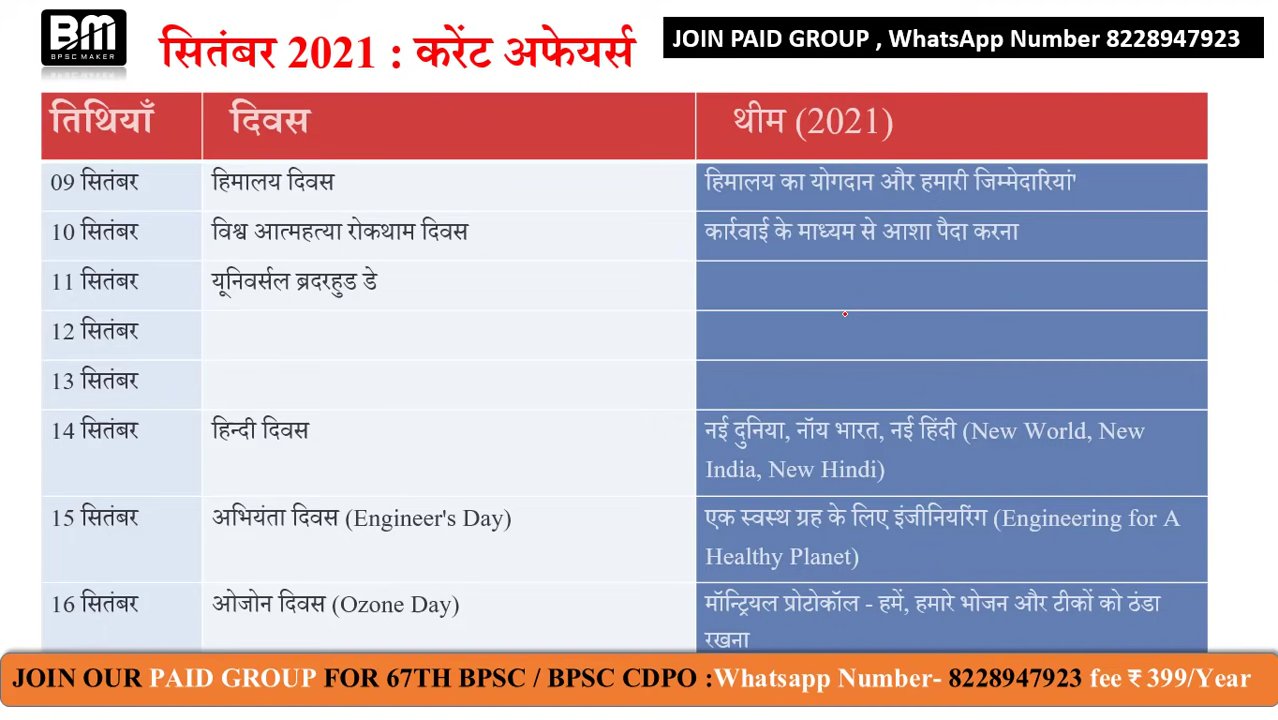 BM
BPSC MAKER
सितंबर 2021 : करेंट अफेयर्स
JOIN PAID GROUP , WhatsApp Number 8228947923
तिथियाँ दिवस थीम (2021)
09 सितंबर हिमालय दिवस हिमालय का योगदान और हमारी जिम्मेदारियां'
10 सितंबर विश्व आत्महत्या रोकथाम दिवस कार्रवाई के माध्यम से आशा पैदा करना
11 सितंबर यूनिवर्सल ब्रदरहुड डे
12 सितंबर
13 सितंबर
14 सितंबर हिन्दी दिवस नई दुनिया, नॉय भारत, नई हिंदी (New World, New
India, New Hindi)
15 सितंबर अभियंता दिवस (Engineer's Day) एक स्वस्थ ग्रह के लिए इंजीनियरिंग (Engineering for A
Healthy Planet)
16 सितंबर ओजोन दिवस (Ozone Day) मॉन्ट्रियल प्रोटोकॉल - हमें, हमारे भोजन और टीकों को ठंडा
रखना
JOIN OUR PAID GROUP FOR 67TH BPSC / BPSC CDPO :Whatsapp Number- 8228947923 fee ₹ 399/Year